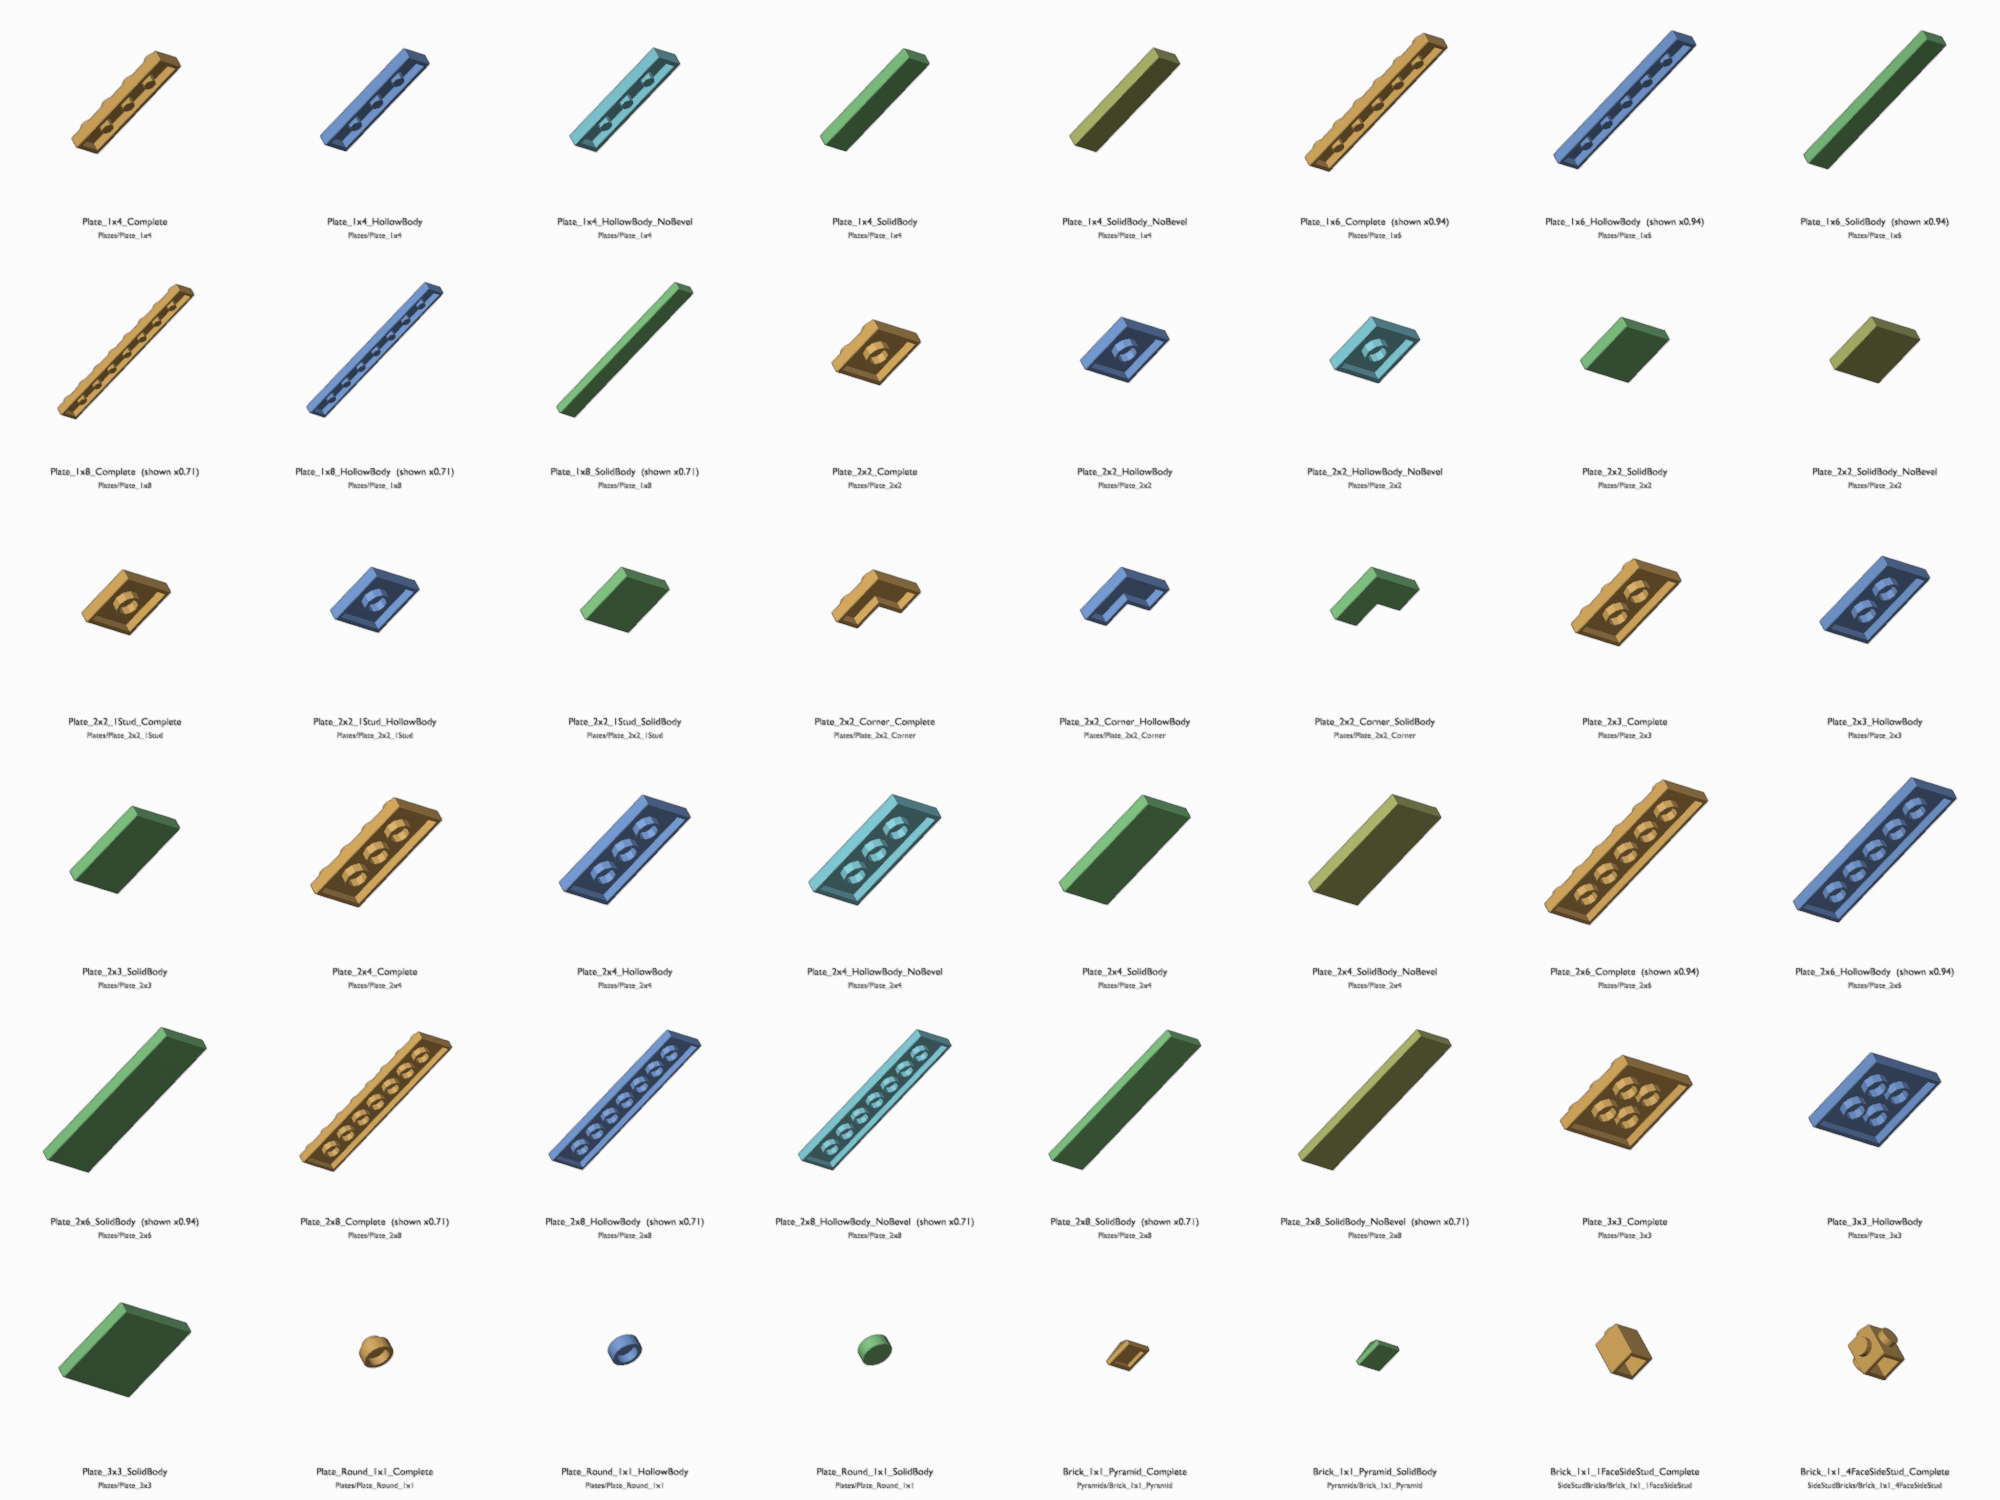 Plate_1x4_Complete
Plates/Plate_1x4
Plate_1x4_HollowBody
Plates/Plate_1x4
Plate_1x4_HollowBody_NoBevel
Plates/Plate_1x4
Plate_1x4_SolidBody
Plates/Plate_1x4
Plate_1x4_SolidBody_NoBevel
Plates/Plate_1x4
Plate_1x6_Complete (shown x0.94)
Plates/Plate_1x6
Plate_1x6_HollowBody (shown x0.94)
Plates/Plate_1x6
Plate_1x6_SolidBody (shown x0.94)
Plates/Plate_1x6
Plate_1x8_Complete (shown x0.71)
Plates/Plate_1x8
Plate_1x8_HollowBody (shown x0.71)
Plates/Plate_1x8
Plate_1x8_SolidBody (shown x0.71)
Plates/Plate_1x8
Plate_2x2_Complete
Plates/Plate_2x2
Plate_2x2_HollowBody
Plates/Plate_2x2
Plate_2x2_HollowBody_NoBevel
Plates/Plate_2x2
Plate_2x2_SolidBody
Plates/Plate_2x2
Plate_2x2_SolidBody_NoBevel
Plates/Plate_2x2
Plate_2x2_1Stud_Complete
Plates/Plate_2x2_1Stud
Plate_2x2_1Stud_HollowBody
Plates/Plate_2x2_1Stud
Plate_2x2_1Stud_SolidBody
Plates/Plate_2x2_1Stud
Plate_2x2_Corner_Complete
Plates/Plate_2x2_Corner
Plate_2x2_Corner_HollowBody
Plates/Plate_2x2_Corner
Plate_2x2_Corner_SolidBody
Plates/Plate_2x2_Corner
Plate_2x3_Complete
Plates/Plate_2x3
Plate_2x3_HollowBody
Plates/Plate_2x3
Plate_2x3_SolidBody
Plates/Plate_2x3
Plate_2x4_Complete
Plates/Plate_2x4
Plate_2x4_HollowBody
Plates/Plate_2x4
Plate_2x4_HollowBody_NoBevel
Plates/Plate_2x4
Plate_2x4_SolidBody
Plates/Plate_2x4
Plate_2x4_SolidBody_NoBevel
Plates/Plate_2x4
Plate_2x6_Complete (shown x0.94)
Plates/Plate_2x6
Plate_2x6_HollowBody (shown x0.94)
Plates/Plate_2x6
Plate_2x6_SolidBody (shown x0.94)
Plates/Plate_2x6
Plate_2x8_Complete (shown x0.71)
Plates/Plate_2x8
Plate_2x8_HollowBody (shown x0.71)
Plates/Plate_2x8
Plate_2x8_HollowBody_NoBevel (shown x0.71)
Plates/Plate_2x8
Plate_2x8_SolidBody (shown x0.71)
Plates/Plate_2x8
Plate_2x8_SolidBody_NoBevel (shown x0.71)
Plates/Plate_2x8
Plate_3x3_Complete
Plates/Plate_3x3
Plate_3x3_HollowBody
Plates/Plate_3x3
Plate_3x3_SolidBody
Plates/Plate_3x3
Plate_Round_1x1_Complete
Plates/Plate_Round_1x1
Plate_Round_1x1_HollowBody
Plates/Plate_Round_1x1
Plate_Round_1x1_SolidBody
Plates/Plate_Round_1x1
Brick_1x1_Pyramid_Complete
Pyramids/Brick_1x1_Pyramid
Brick_1x1_Pyramid_SolidBody
Pyramids/Brick_1x1_Pyramid
Brick_1x1_1FaceSideStud_Complete
SideStudBricks/Brick_1x1_1FaceSideStud
Brick_1x1_4FaceSideStud_Complete
SideStudBricks/Brick_1x1_4FaceSideStud